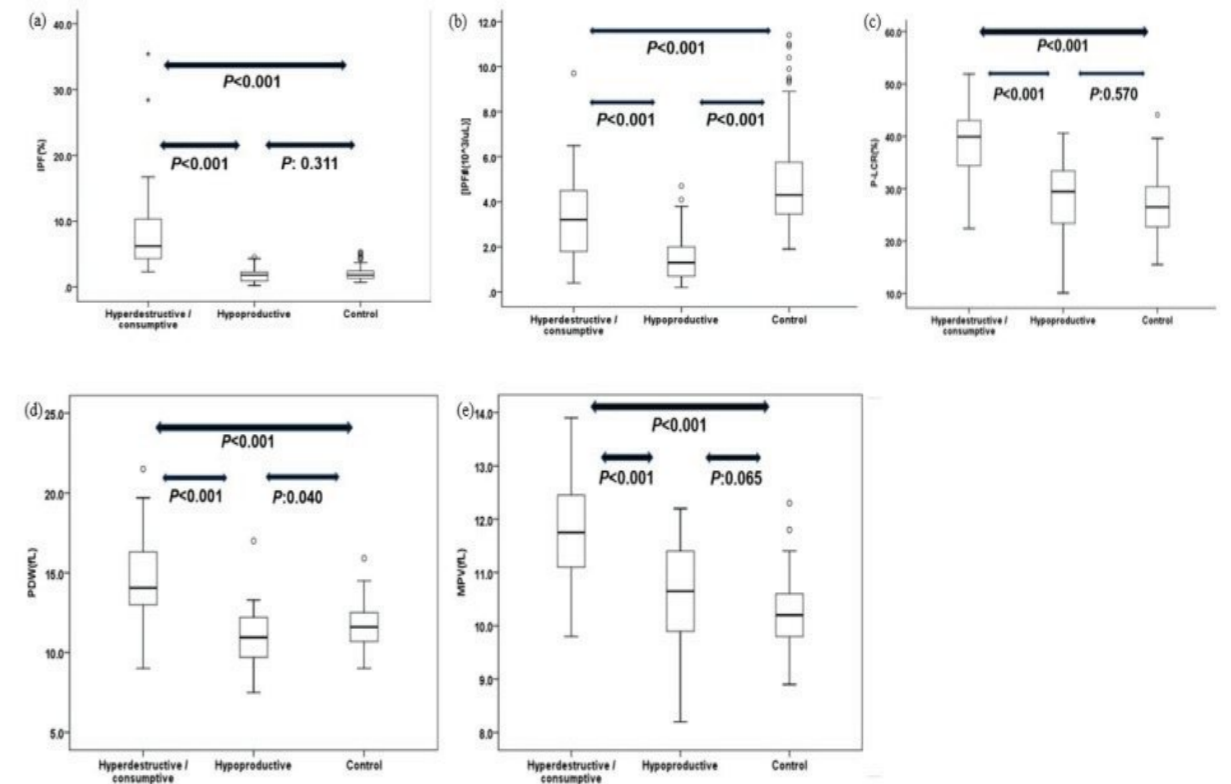 (a)
40.0
30.0
20.0
10.0
.0
IPF(%)
P<0.001
P<0.001
P: 0.311
Hyperdestructive /
consumptive
Hypoproductive
Control
(b)
12.0
10.0
8.0
6.0
4.0
2.0
.0
[IPF#(10^3/uL)]
P<0.001
P<0.001
P<0.001
Hyperdestructive /
consumptive
Hypoproductive
Control
(c)
60.0
50.0
40.0
30.0
20.0
10.0
P-LCR(%)
P<0.001
P<0.001
P:0.570
Hyperdestructive /
consumptive
Hypoproductive
Control
(d)
25.0
20.0
15.0
10.0
5.0
PDW(fL)
P<0.001
P<0.001
P:0.040
Hyperdestructive /
consumptive
Hypoproductive
Control
(e)
14.0
13.0
12.0
11.0
10.0
9.0
8.0
MPV(fL)
P<0.001
P<0.001
P:0.065
Hyperdestructive /
consumptive
Hypoproductive
Control